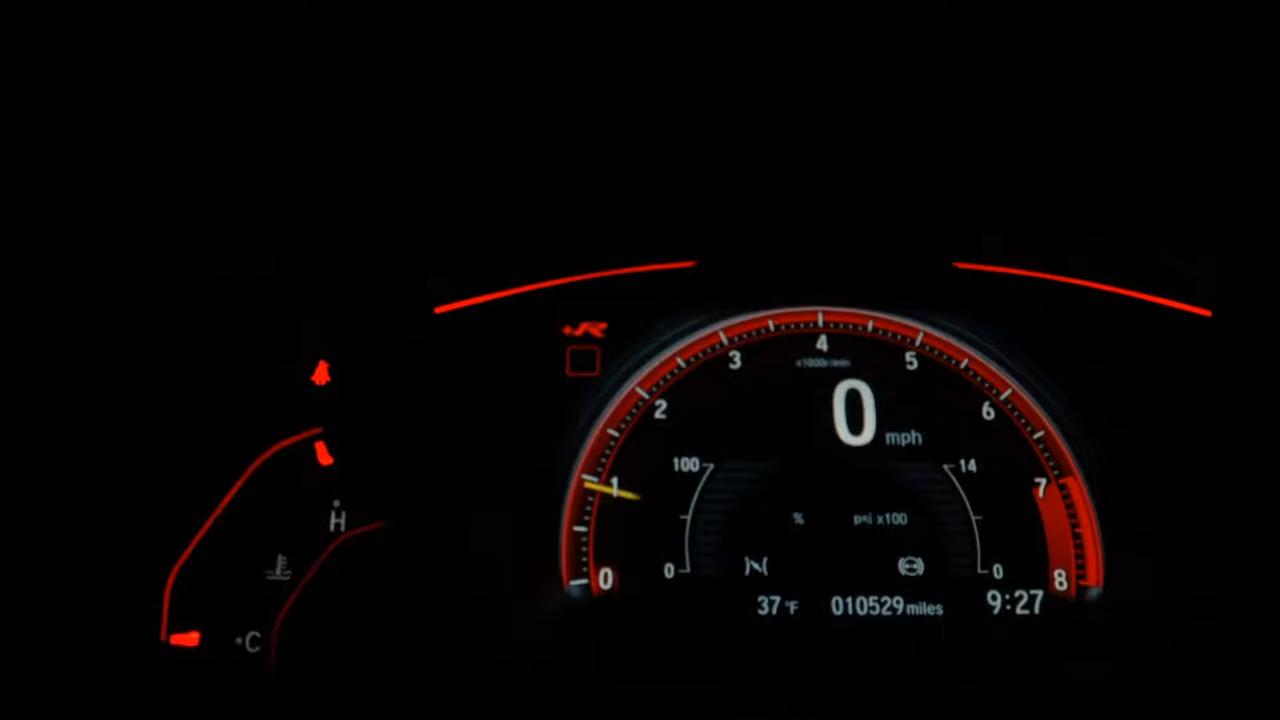 +R
4
3 5
x1000r/min
2 0 mph 6
100 14
1 7
H
% psi x100
0 0
0 8
37 °F 010529 miles 9:27
C